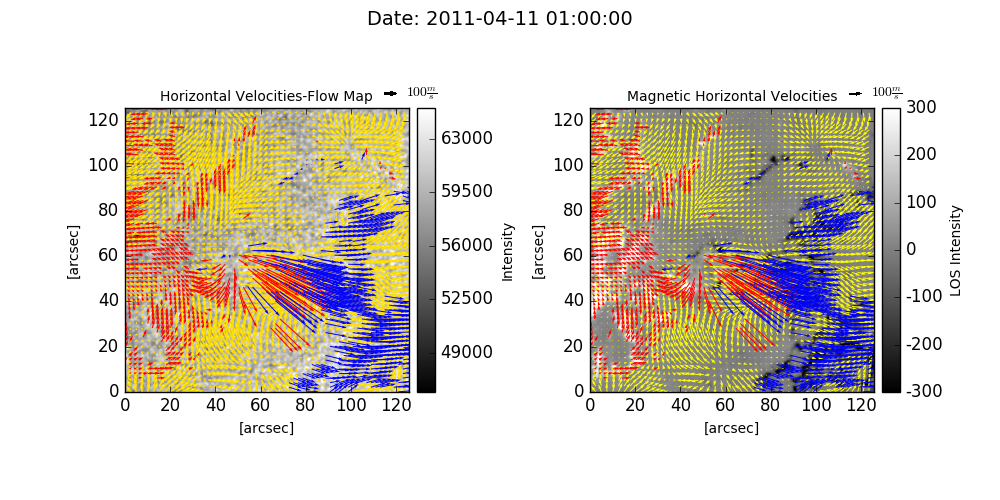 Date: 2011-04-11 01:00:00
Horizontal Velocities-Flow Map
100 m/s
120
100
80
60
40
20
0
0 20 40 60 80 100 120
[arcsec]
[arcsec]
63000
59500
56000
52500
49000
Intensity
Magnetic Horizontal Velocities
100 m/s
120
100
80
60
40
20
0
0 20 40 60 80 100 120
[arcsec]
[arcsec]
300
200
100
0
-100
-200
-300
LOS Intensity